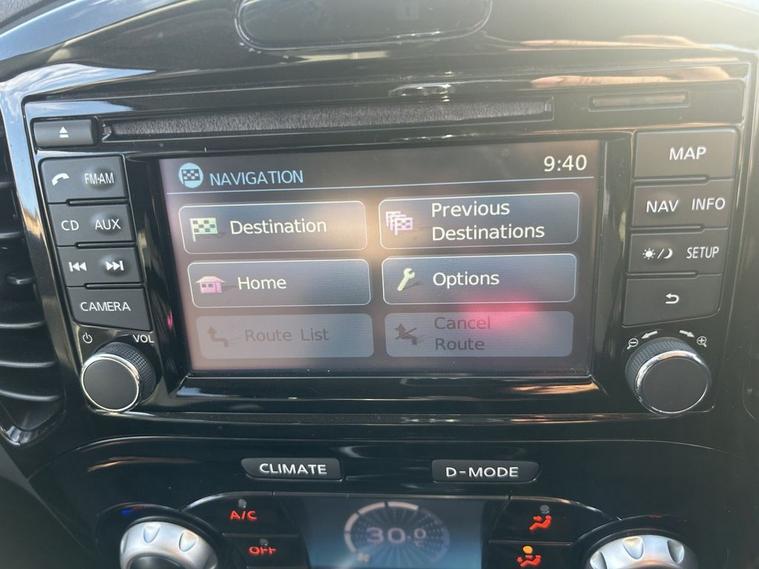 NAVIGATION
9:40
Destination
Previous
Destinations
Home
Options
Route List
Cancel
Route
FM·AM
CD
AUX
CAMERA
VOL
MAP
NAV
INFO
SETUP
CLIMATE
D-MODE
A/C
OFF
30.0